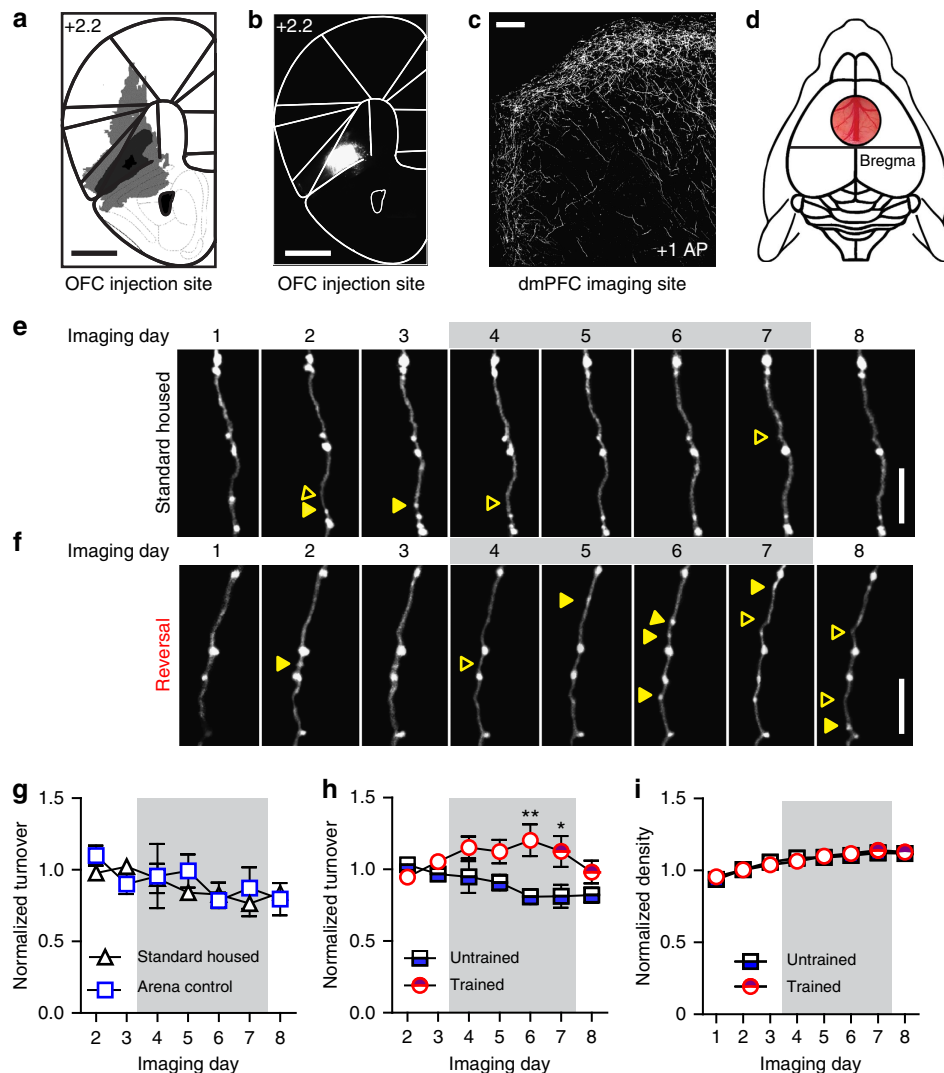 a
+2.2
OFC injection site
b
+2.2
OFC injection site
c
+1 AP
dmPFC imaging site
d
Bregma
e
Imaging day 1 2 3 4 5 6 7 8
Standard housed
f
Imaging day 1 2 3 4 5 6 7 8
Reversal
g
Normalized turnover
1.5
1.0
0.5
0.0
Standard housed
Arena control
2 3 4 5 6 7 8
Imaging day
h
Normalized turnover
1.5
1.0
0.5
0.0
** *
Untrained
Trained
2 3 4 5 6 7 8
Imaging day
i
Normalized density
1.5
1.0
0.5
0
Untrained
Trained
1 2 3 4 5 6 7 8
Imaging day